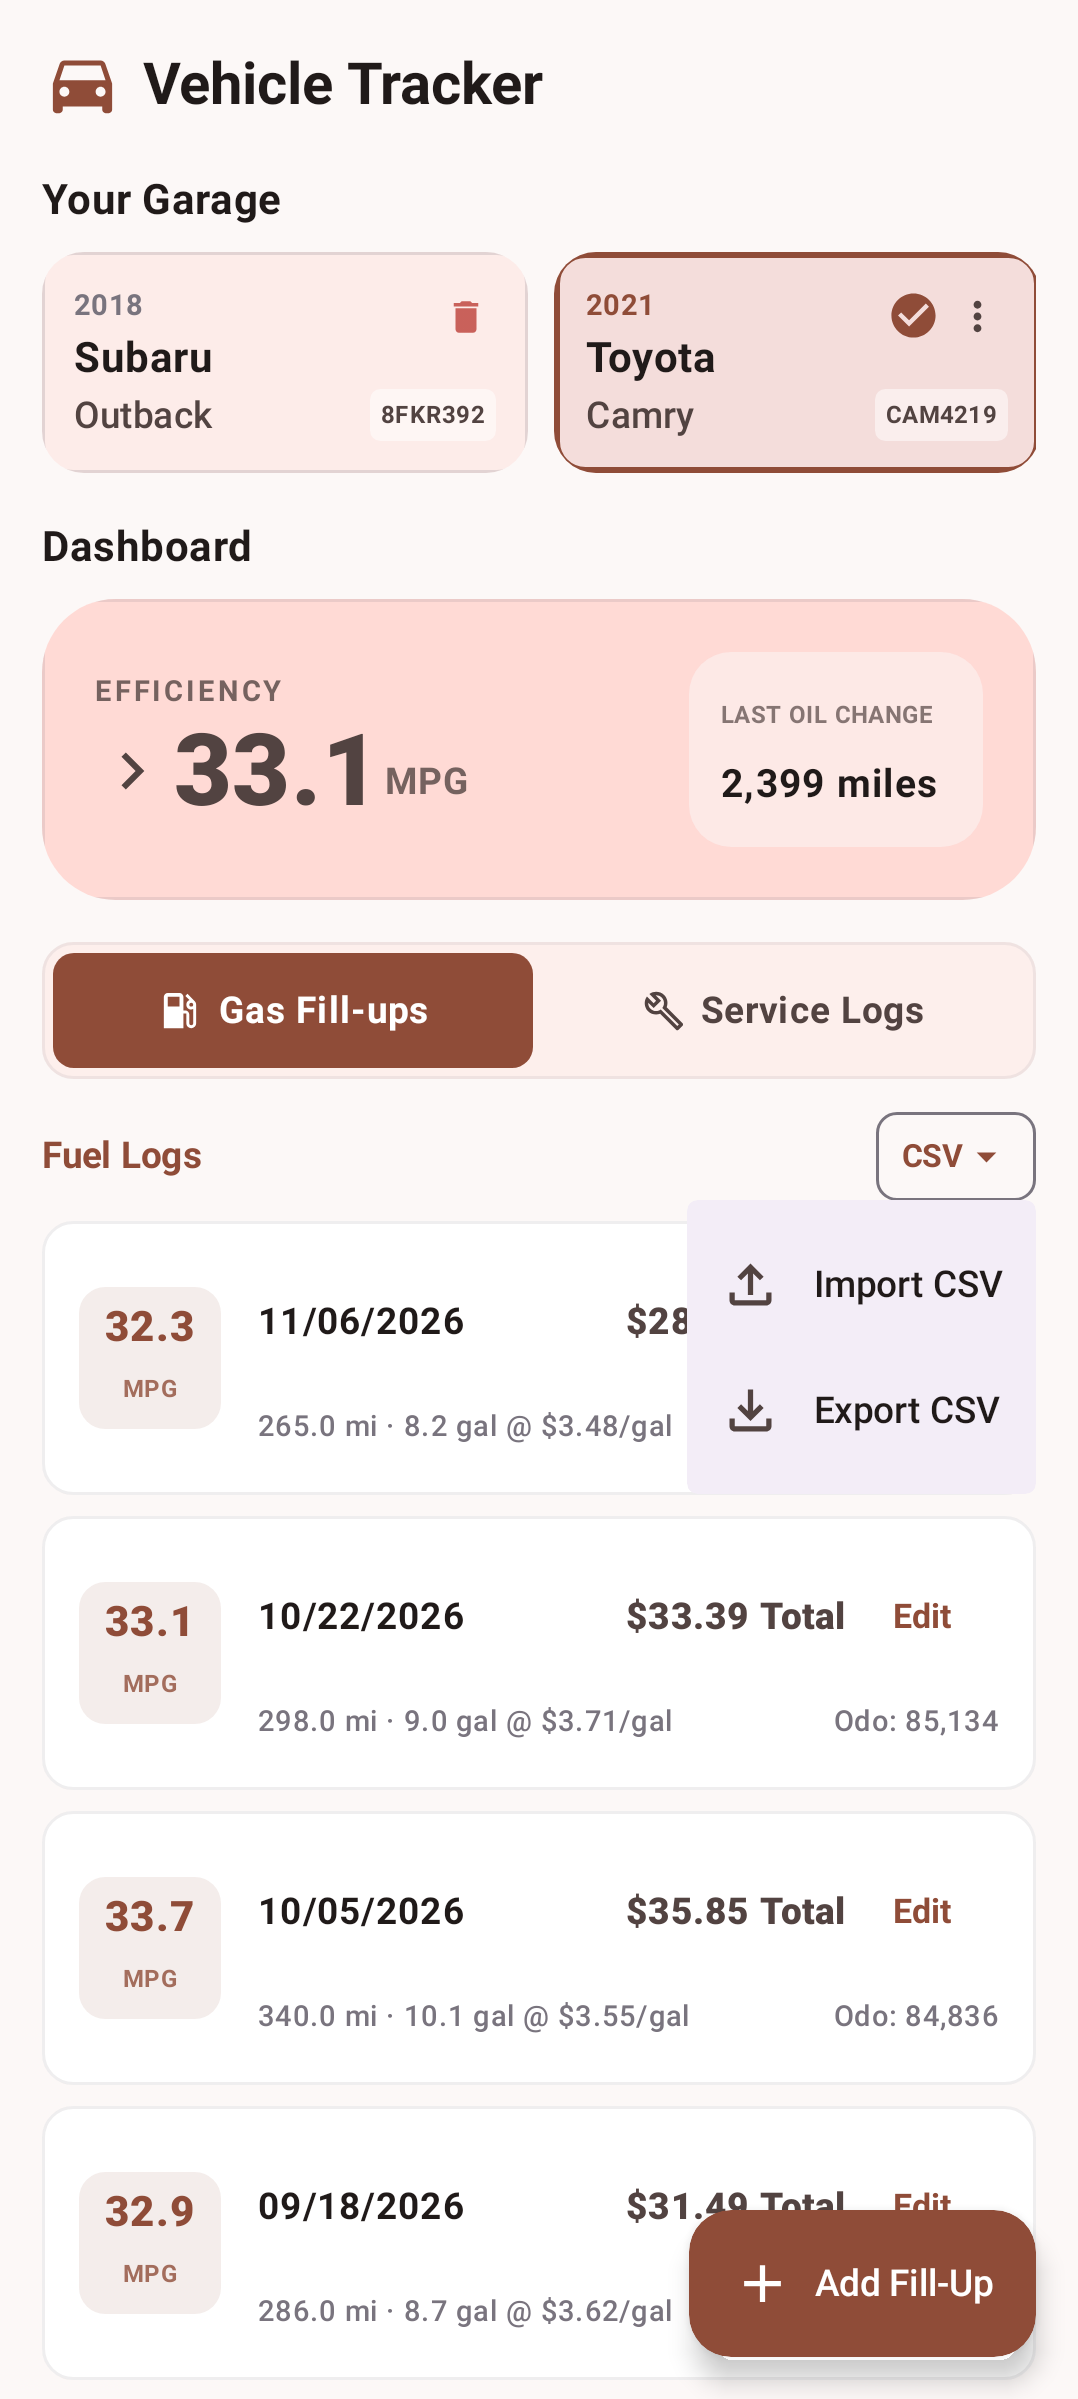 Vehicle Tracker
Your Garage
2018
Subaru
Outback
8FKR392
2021
Toyota
Camry
CAM4219
Dashboard
EFFICIENCY
33.1 MPG
LAST OIL CHANGE
2,399 miles
Gas Fill-ups
Service Logs
Fuel Logs
CSV
Import CSV
Export CSV
32.3
MPG
11/06/2026
$28
265.0 mi · 8.2 gal @ $3.48/gal
33.1
MPG
10/22/2026
$33.39 Total
Edit
298.0 mi · 9.0 gal @ $3.71/gal
Odo: 85,134
33.7
MPG
10/05/2026
$35.85 Total
Edit
340.0 mi · 10.1 gal @ $3.55/gal
Odo: 84,836
32.9
MPG
09/18/2026
$31.49 Total
Edit
286.0 mi · 8.7 gal @ $3.62/gal
Add Fill-Up